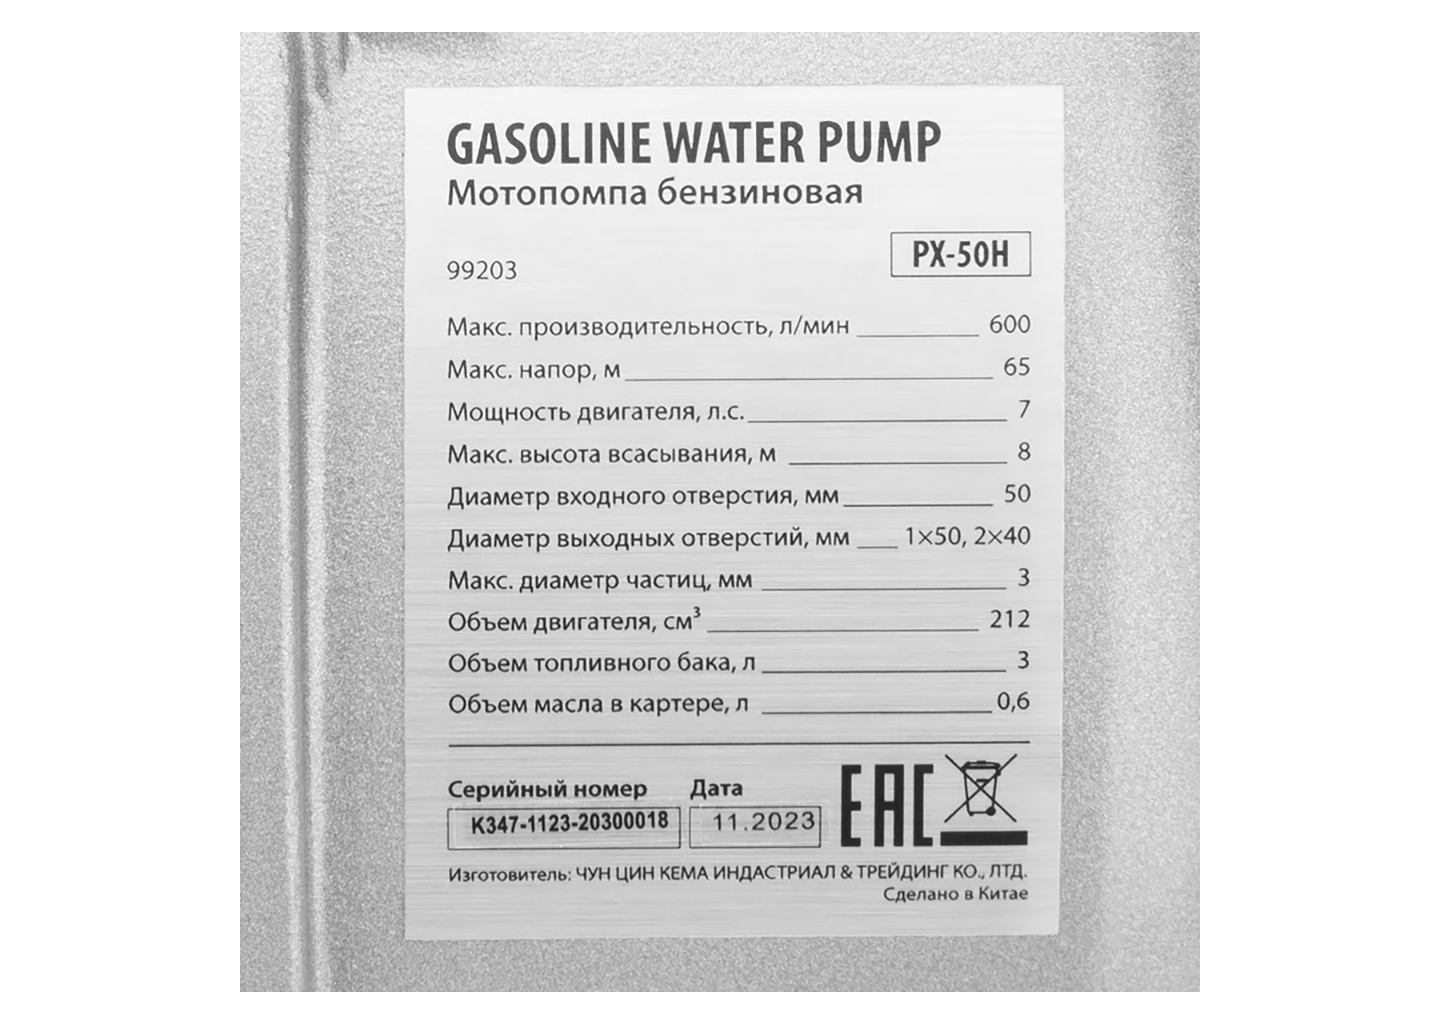 GASOLINE WATER PUMP
Мотопомпа бензиновая
PX-50H
99203
Макс. производительность, л/мин 600
Макс. напор, м 65
Мощность двигателя, л.с. 7
Макс. высота всасывания, м 8
Диаметр входного отверстия, мм 50
Диаметр выходных отверстий, мм 1×50, 2×40
Макс. диаметр частиц, мм 3
Объем двигателя, см³ 212
Объем топливного бака, л 3
Объем масла в картере, л 0,6
Серийный номер Дата
K347-1123-20300018 11.2023
EAC
Изготовитель: ЧУН ЦИН КЕМА ИНДАСТРИАЛ & ТРЕЙДИНГ КО., ЛТД.
Сделано в Китае